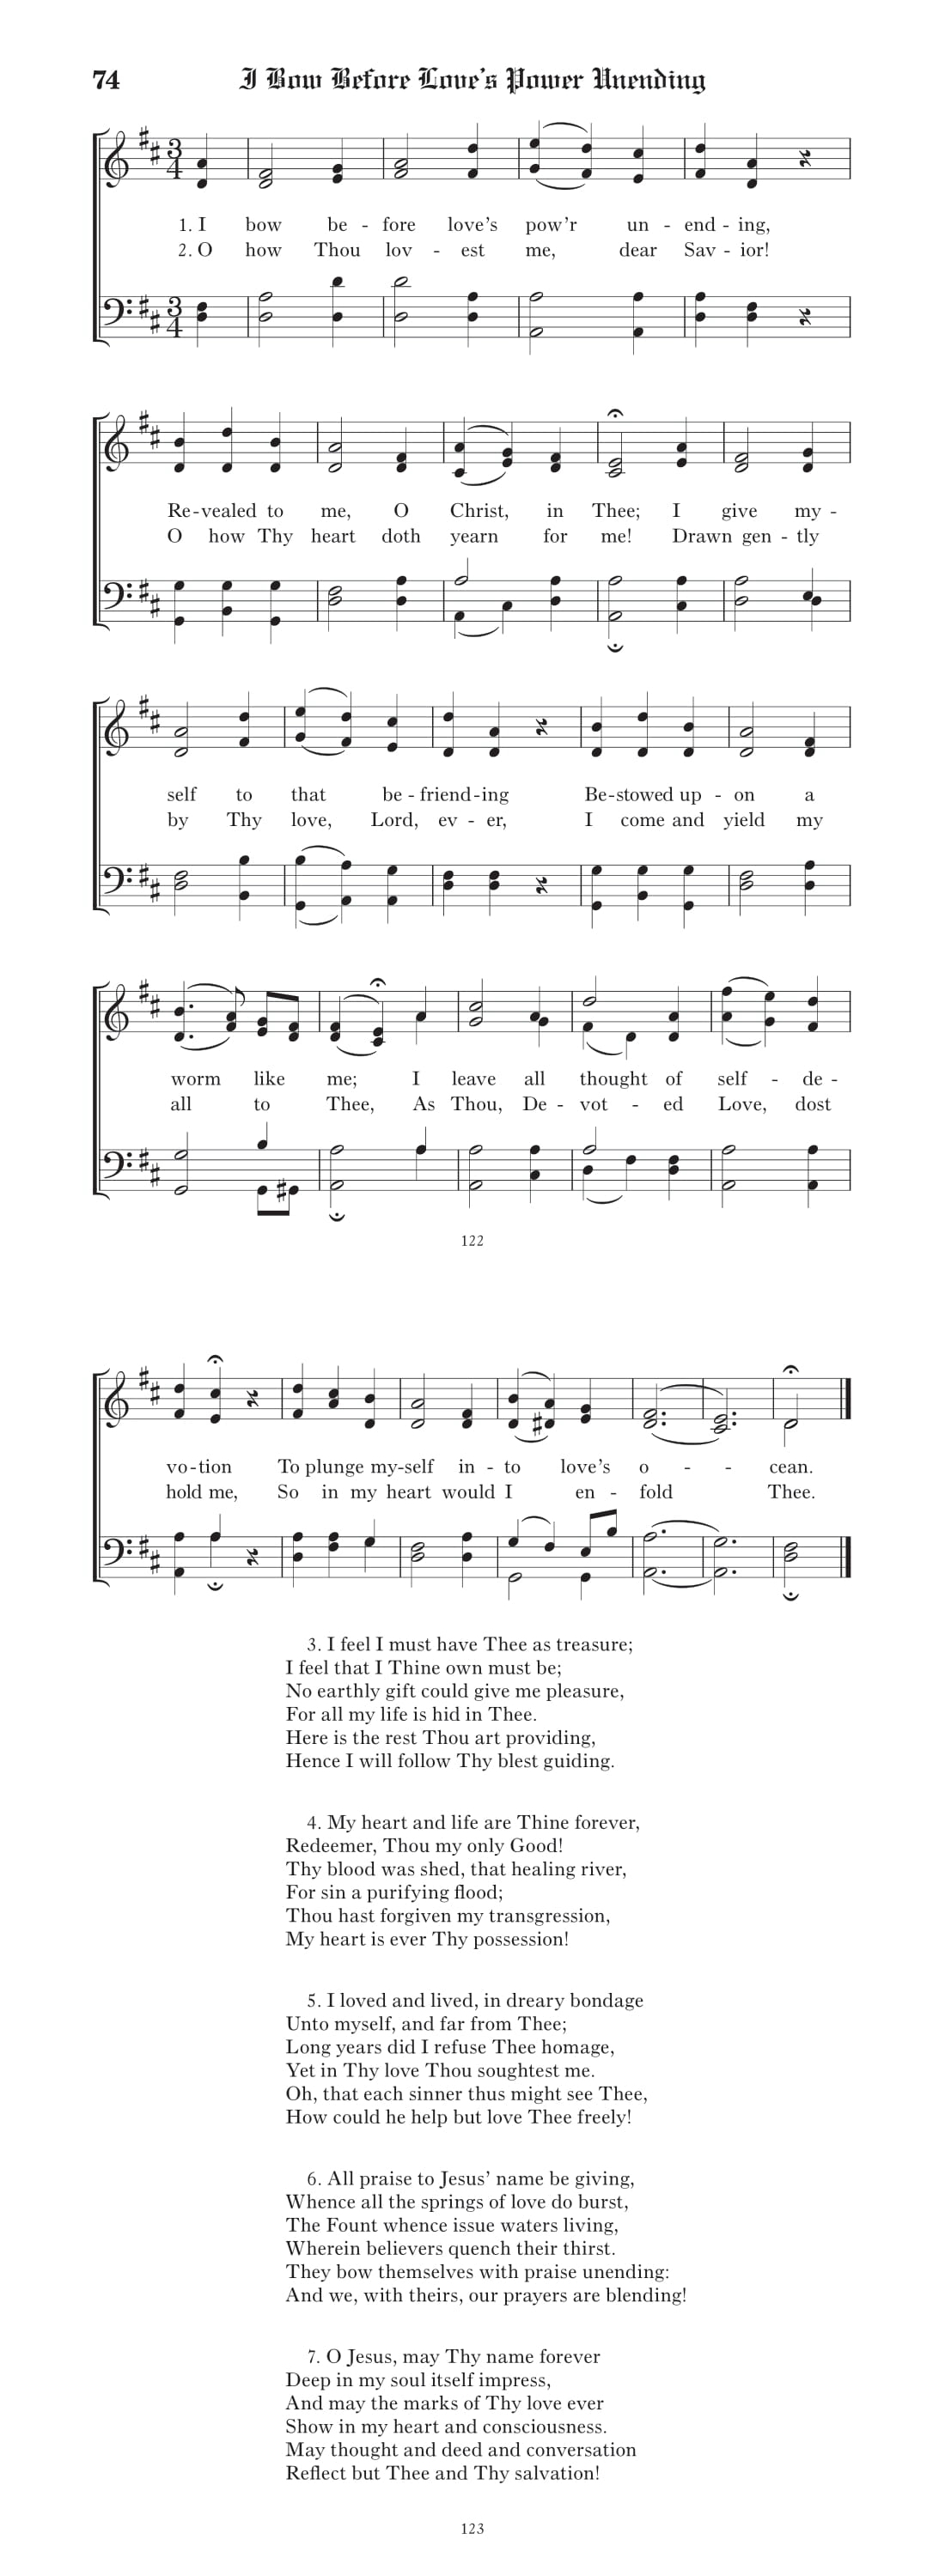 74 I Bow Before Love's Power Unending
1. I bow be - fore love's pow'r un - end - ing,
2. O how Thou lov - est me, dear Sav - ior!
Re - vealed to me, O Christ, in Thee; I give my -
O how Thy heart doth yearn for me! Drawn gen - tly
self to that be - friend - ing Be - stowed up - on a
by Thy love, Lord, ev - er, I come and yield my
worm like me; I leave all thought of self - de -
all to Thee, As Thou, De - vot - ed Love, dost
122
vo - tion To plunge my - self in - to love's o - - cean.
hold me, So in my heart would I en - fold Thee.
3. I feel I must have Thee as treasure;
I feel that I Thine own must be;
No earthly gift could give me pleasure,
For all my life is hid in Thee.
Here is the rest Thou art providing,
Hence I will follow Thy blest guiding.
4. My heart and life are Thine forever,
Redeemer, Thou my only Good!
Thy blood was shed, that healing river,
For sin a purifying flood;
Thou hast forgiven my transgression,
My heart is ever Thy possession!
5. I loved and lived, in dreary bondage
Unto myself, and far from Thee;
Long years did I refuse Thee homage,
Yet in Thy love Thou soughtest me.
Oh, that each sinner thus might see Thee,
How could he help but love Thee freely!
6. All praise to Jesus' name be giving,
Whence all the springs of love do burst,
The Fount whence issue waters living,
Wherein believers quench their thirst.
They bow themselves with praise unending:
And we, with theirs, our prayers are blending!
7. O Jesus, may Thy name forever
Deep in my soul itself impress,
And may the marks of Thy love ever
Show in my heart and consciousness.
May thought and deed and conversation
Reflect but Thee and Thy salvation!
123